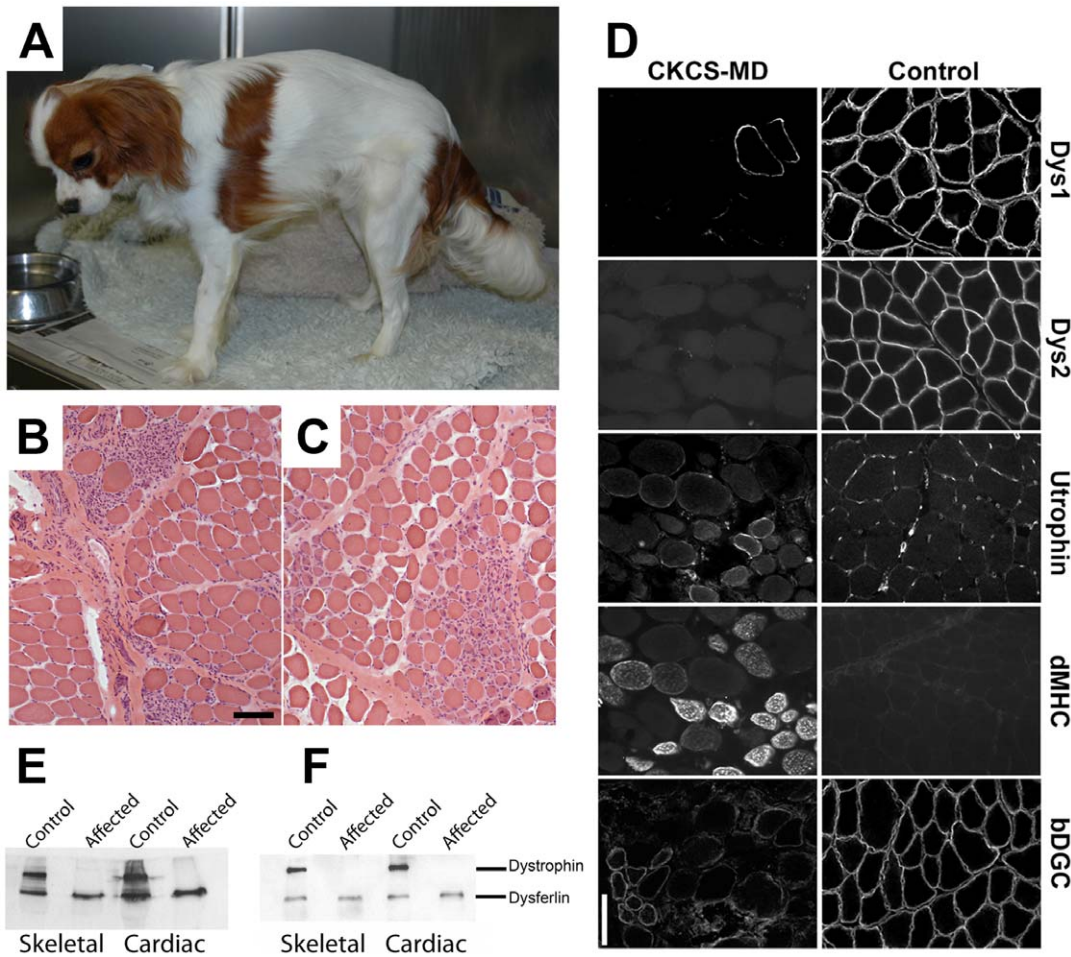 A
B
C
D
CKCS-MD Control
Dys1
Dys2
Utrophin
dMHC
bDGC
E
Control Affected Control Affected
Skeletal Cardiac
F
Control Affected Control Affected
Dystrophin
Dysferlin
Skeletal Cardiac